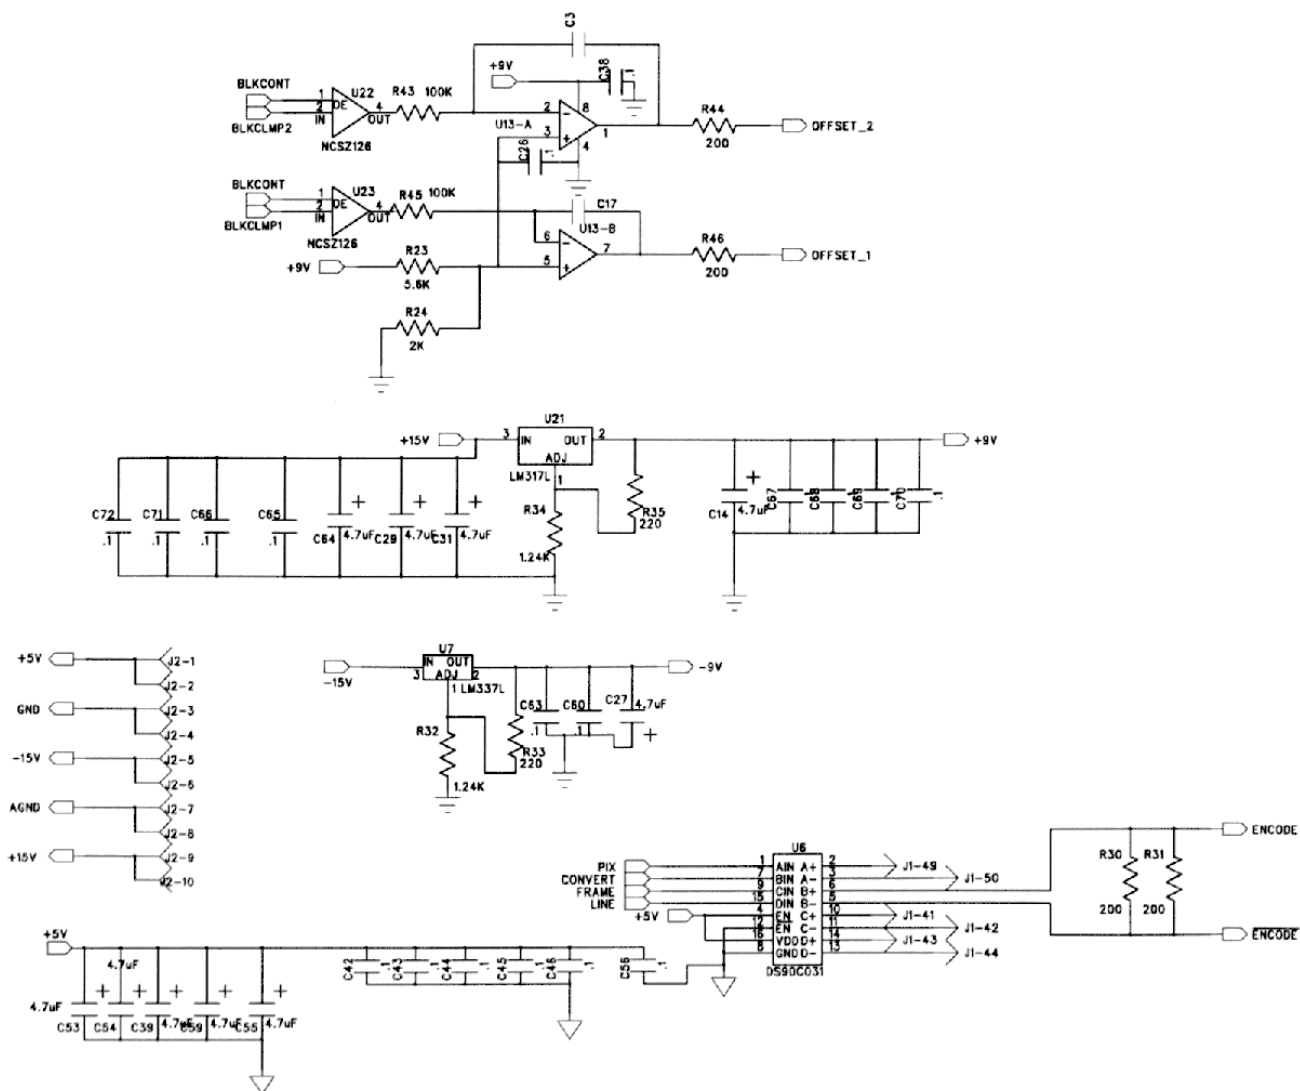 C3
+9V
C38
.1
BLKCONT
1
2
IN
DE
U22
4
OUT
R43 100K
BLKCLMP2
NCSZ126
U13-A
2
3
8
4
1
R44
200
OFFSET_2
C26
.1
BLKCONT
1
2
IN
DE
U23
4
OUT
R45 100K
BLKCLMP1
NCSZ126
C17
U13-B
6
5
7
R46
200
OFFSET_1
+9V
R23
5.6K
R24
2K
U21
+15V
3
IN OUT
2
ADJ
LM317L
1
+9V
C72
.1
C71
.1
C66
.1
C65
.1
C64
4.7uF
+
C29
4.7uF
+
C31
4.7uF
+
R34
1.24K
R35
220
C14
4.7uF
+
C67
C68
C69
C70
.1
+5V
GND
-15V
AGND
+15V
J2-1
J2-2
J2-3
J2-4
J2-5
J2-6
J2-7
J2-8
J2-9
J2-10
U7
-15V
3
IN OUT
ADJ
2
1 LM337L
-9V
R32
1.24K
R33
220
C63
.1
C60
.1
C27
4.7uF
+
U6
PIX
CONVERT
FRAME
LINE
+5V
1
7
9
15
4
12
16
8
AIN A+
BIN A-
CIN B+
DIN B-
EN C+
EN C-
VDD D+
GND D-
2
3
6
5
10
11
14
13
DS90C031
J1-49
J1-50
J1-41
J1-42
J1-43
J1-44
R30
200
R31
200
ENCODE
ENCODE
+5V
4.7uF
C53
+
4.7uF
C54
+
C39
4.7uF
+
C59
4.7uF
+
C55
4.7uF
+
C42
.1
C43
.1
C44
.1
C45
.1
C46
.1
C56
.1